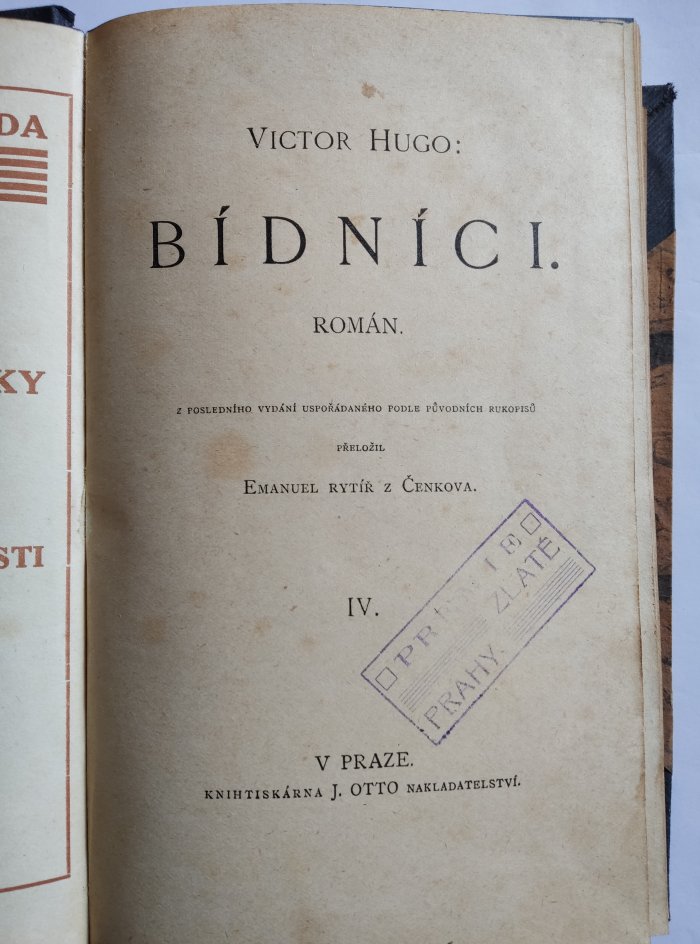 DA
KY
STI
VICTOR HUGO:
BÍDNÍCI.
ROMÁN.
Z POSLEDNÍHO VYDÁNÍ USPOŘÁDANÉHO PODLE PŮVODNÍCH RUKOPISŮ
PŘELOŽIL
EMANUEL RYTÍŘ Z ČENKOVA.
IV.
PRÉMIE
ZLATÉ
PRAHY.
V PRAZE.
KNIHTISKÁRNA J. OTTO NAKLADATELSTVÍ.